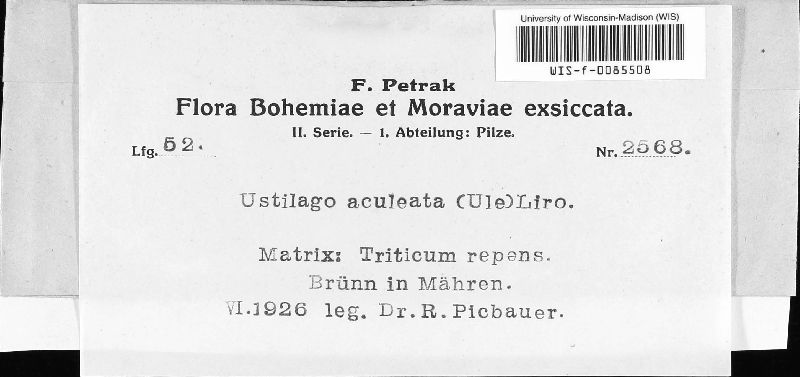 University of Wisconsin-Madison (WIS)
WIS-f-0085508
F. Petrak
Flora Bohemiae et Moraviae exsiccata.
II. Serie. — 1. Abteilung: Pilze.
Lfg. 52. Nr. 2568.
Ustilago aculeata (Ule)Liro.
Matrix: Triticum repens.
Brünn in Mähren.
VI.1926 leg. Dr.R.Picbauer.